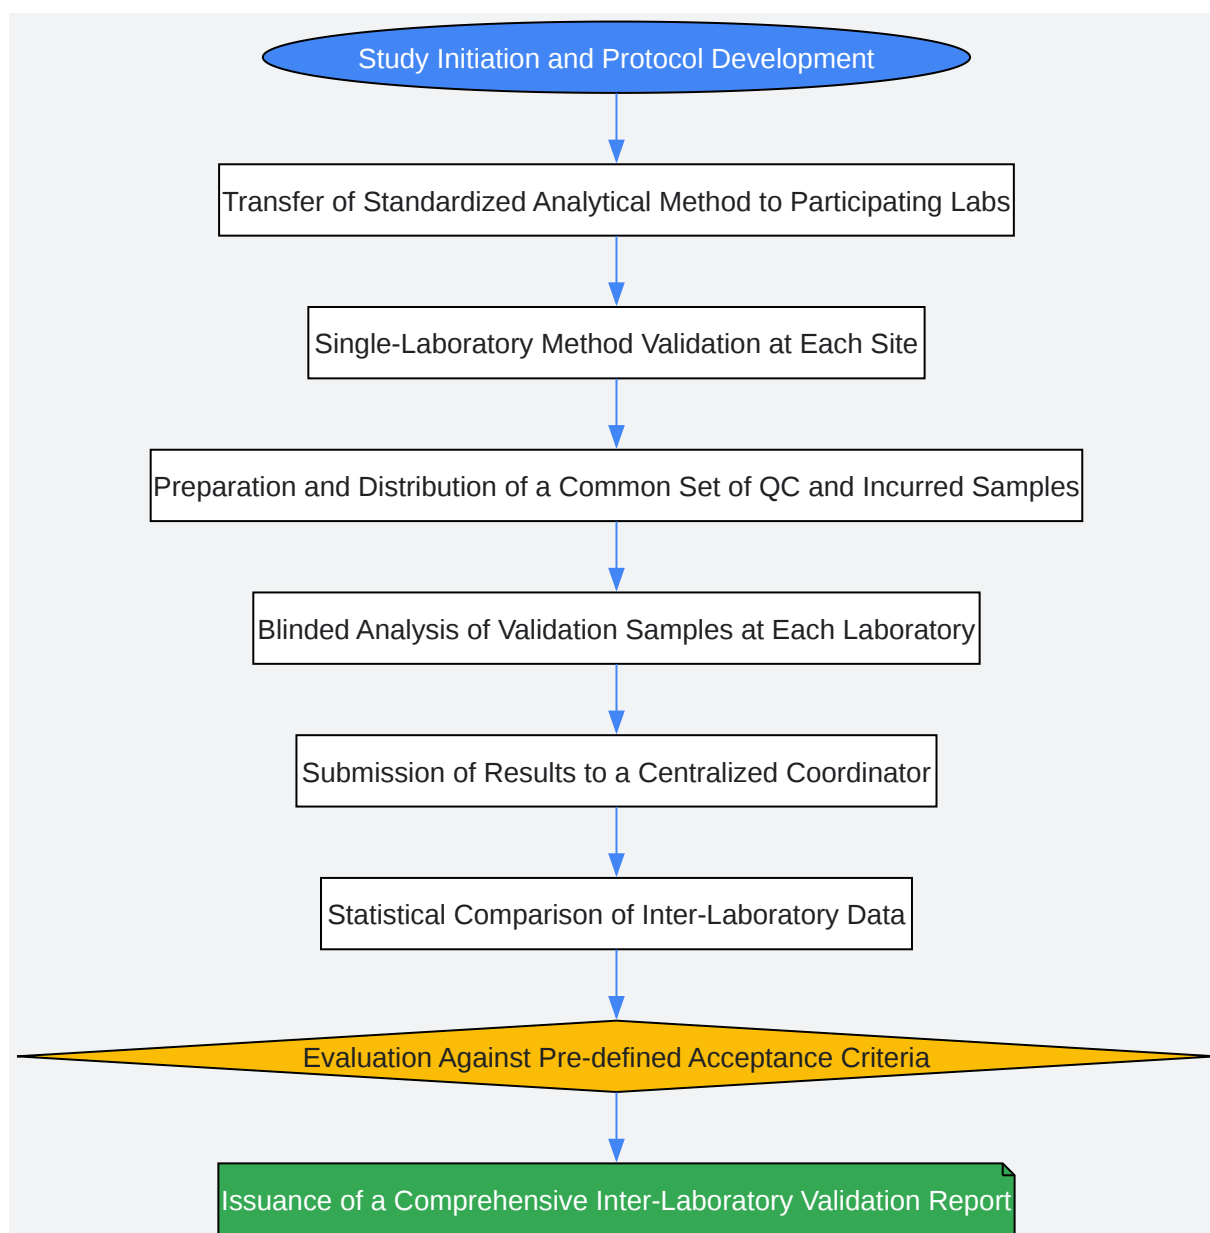 Study Initiation and Protocol Development
Transfer of Standardized Analytical Method to Participating Labs
Single-Laboratory Method Validation at Each Site
Preparation and Distribution of a Common Set of QC and Incurred Samples
Blinded Analysis of Validation Samples at Each Laboratory
Submission of Results to a Centralized Coordinator
Statistical Comparison of Inter-Laboratory Data
Evaluation Against Pre-defined Acceptance Criteria
Issuance of a Comprehensive Inter-Laboratory Validation Report